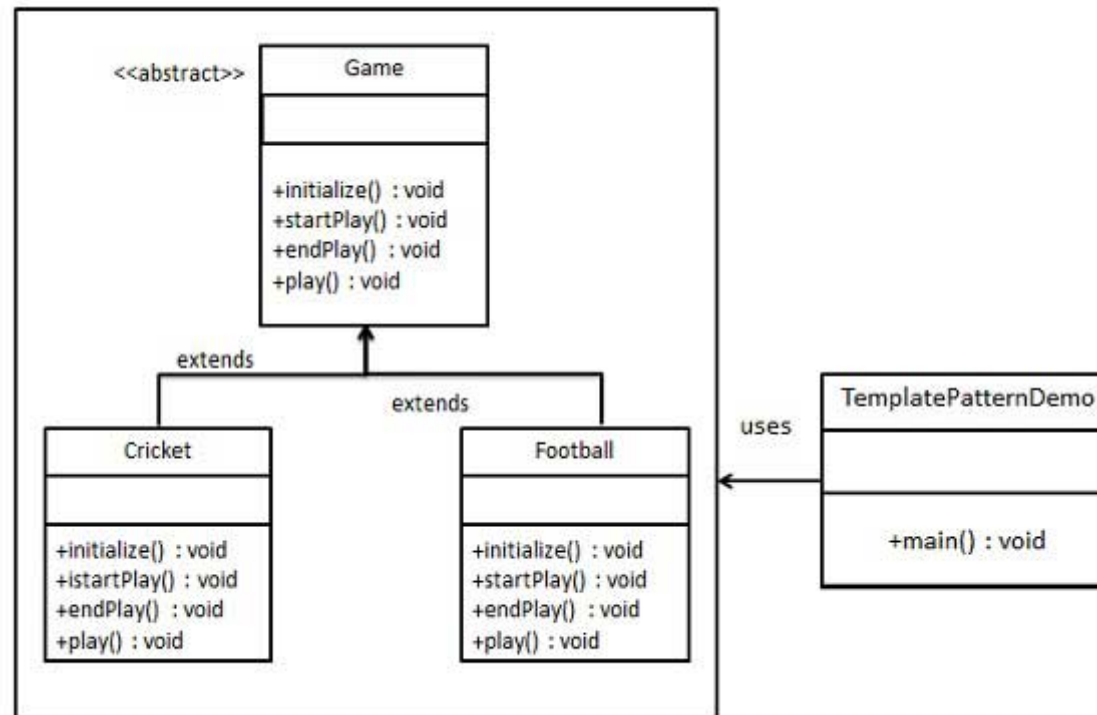 <<abstract>>
Game
+initialize() : void
+startPlay() : void
+endPlay() : void
+play() : void
extends
extends
Cricket
+initialize() : void
+istartPlay() : void
+endPlay() : void
+play() : void
Football
+initialize() : void
+startPlay() : void
+endPlay() : void
+play() : void
uses
TemplatePatternDemo
+main() : void